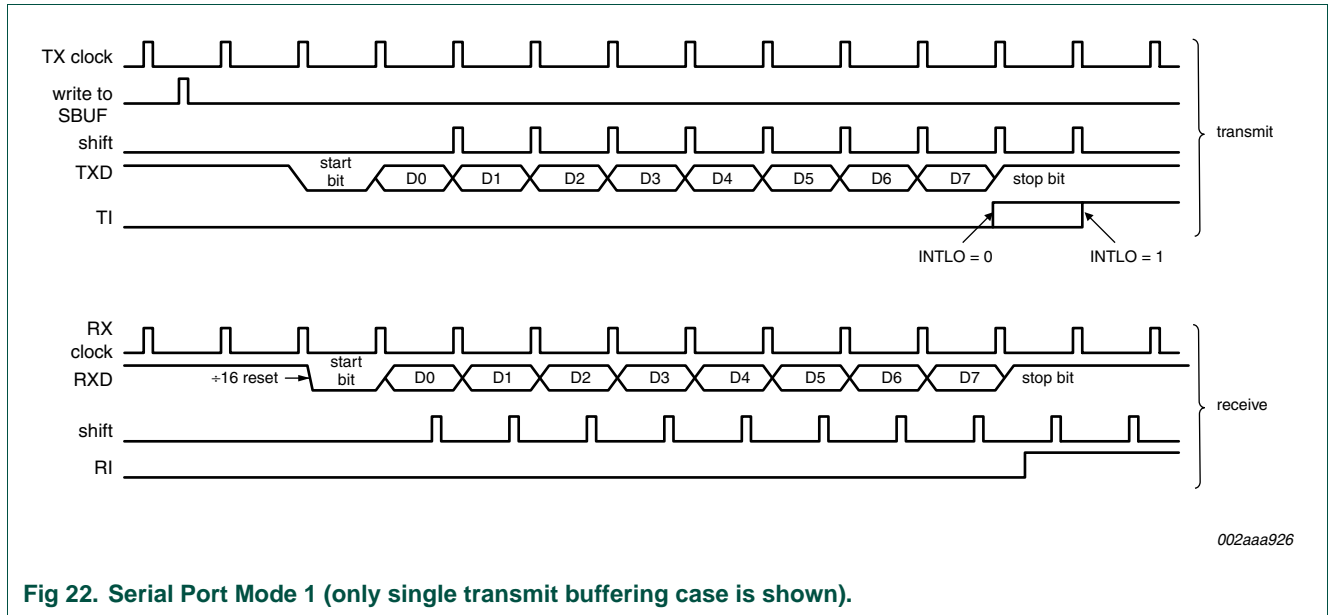 TX clock
write to
SBUF
shift
TXD
start
bit
D0
D1
D2
D3
D4
D5
D6
D7
stop bit
TI
INTLO = 0
INTLO = 1
transmit
RX
clock
RXD
÷16 reset
start
bit
D0
D1
D2
D3
D4
D5
D6
D7
stop bit
shift
RI
receive
002aaa926
Fig 22. Serial Port Mode 1 (only single transmit buffering case is shown).